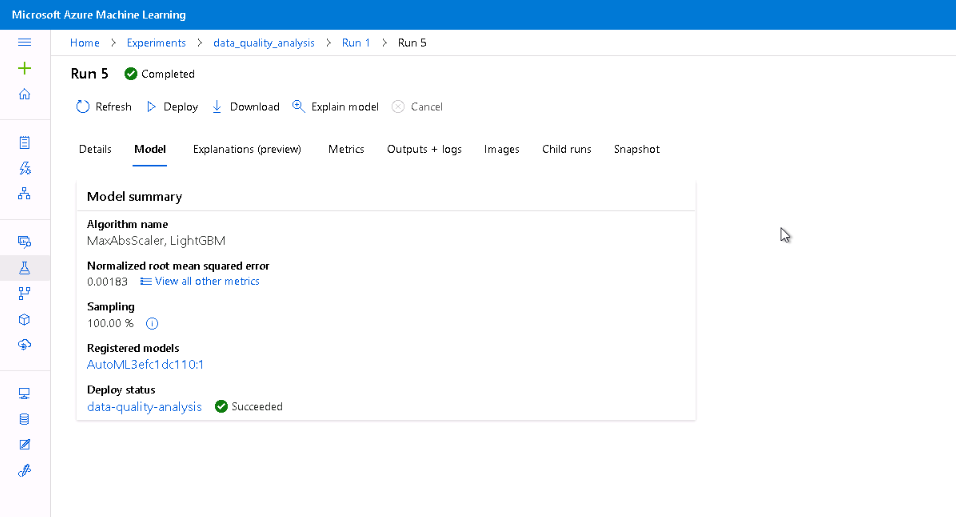 Microsoft Azure Machine Learning
Home > Experiments > data_quality_analysis > Run 1 > Run 5
Run 5 Completed
Refresh Deploy Download Explain model Cancel
Details Model Explanations (preview) Metrics Outputs + logs Images Child runs Snapshot
Model summary
Algorithm name
MaxAbsScaler, LightGBM
Normalized root mean squared error
0.00183 View all other metrics
Sampling
100.00 %
Registered models
AutoML3efc1dc110:1
Deploy status
data-quality-analysis Succeeded